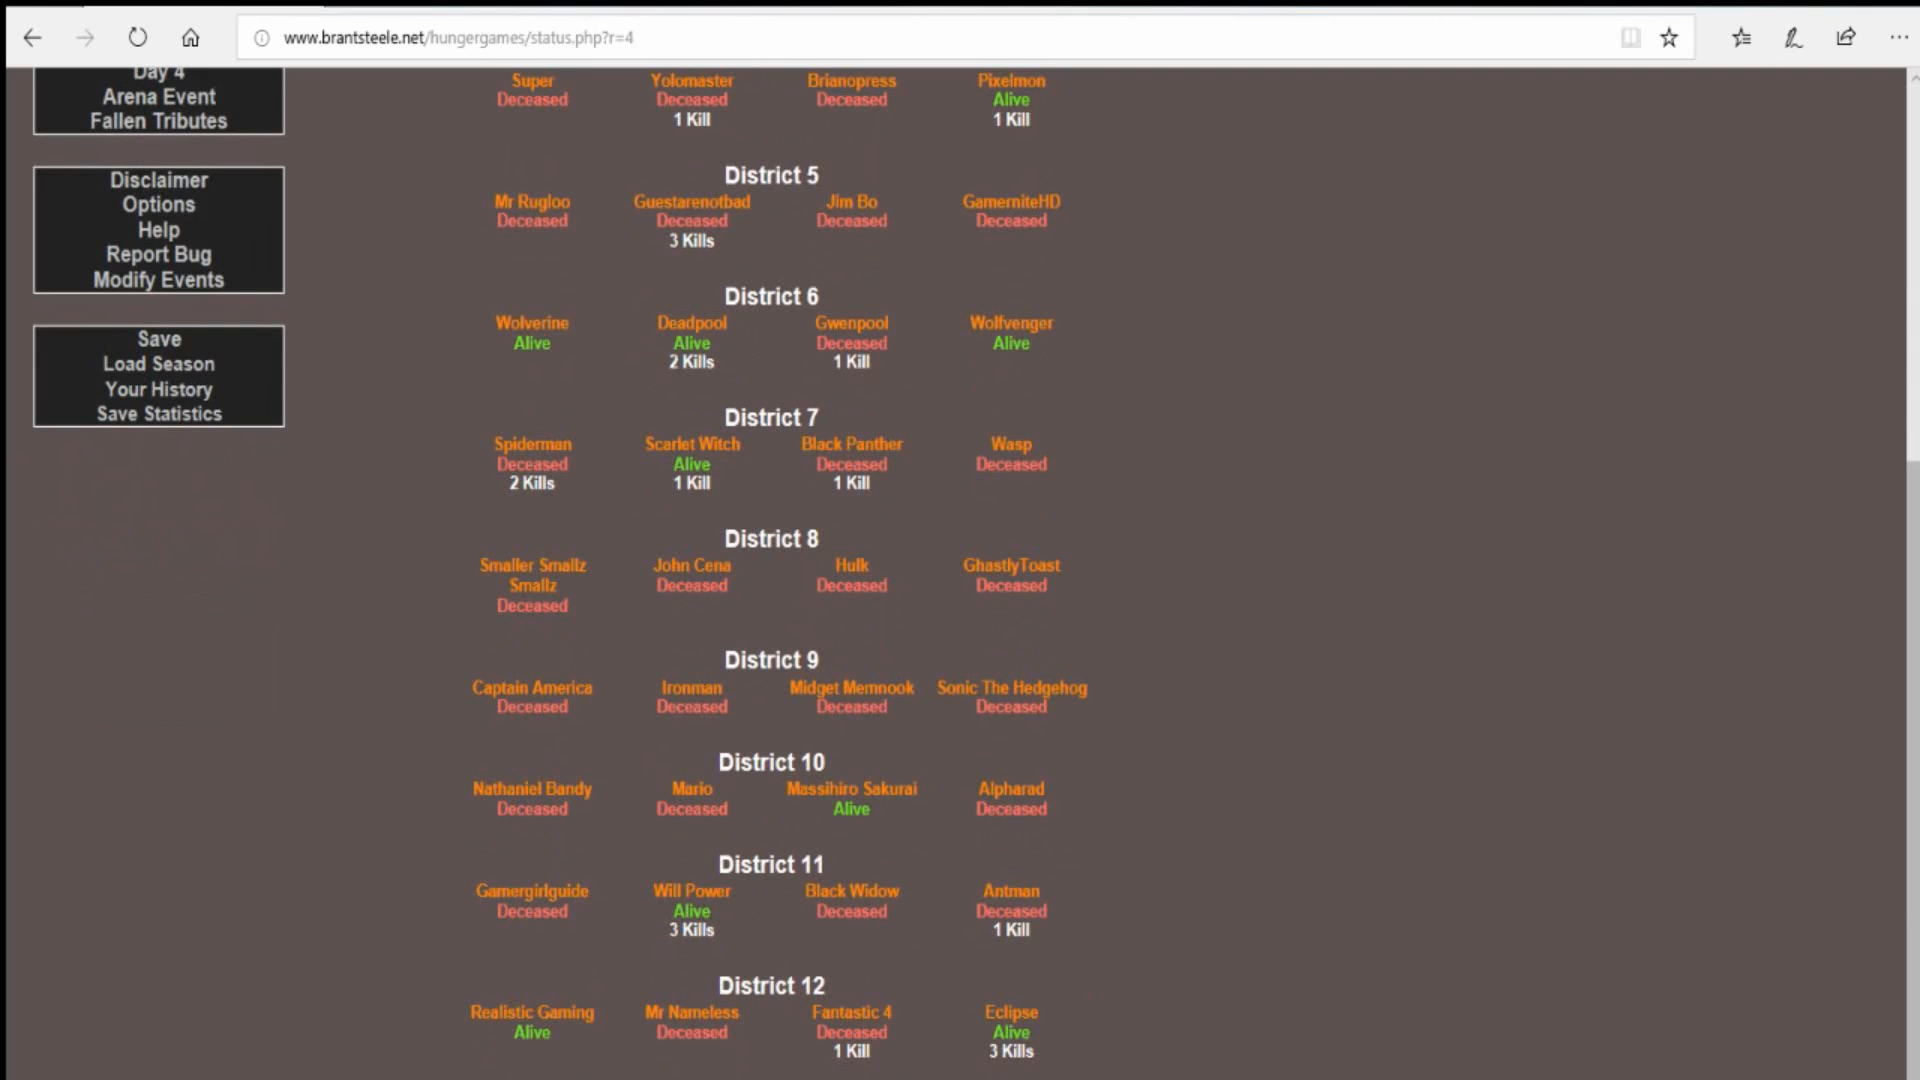 www.brantsteele.net/hungergames/status.php?r=4
Day 4
Arena Event
Fallen Tributes
Disclaimer
Options
Help
Report Bug
Modify Events
Save
Load Season
Your History
Save Statistics
Super Yolomaster Brianopress Pixelmon
Deceased Deceased Deceased Alive
1 Kill 1 Kill
District 5
Mr Rugloo Guestarenotbad Jim Bo GamerniteHD
Deceased Deceased Deceased Deceased
3 Kills
District 6
Wolverine Deadpool Gwenpool Wolfvenger
Alive Alive Deceased Alive
2 Kills 1 Kill
District 7
Spiderman Scarlet Witch Black Panther Wasp
Deceased Alive Deceased Deceased
2 Kills 1 Kill 1 Kill
District 8
Smaller Smallz John Cena Hulk GhastlyToast
Smallz Deceased Deceased Deceased
Deceased
District 9
Captain America Ironman Midget Memnook Sonic The Hedgehog
Deceased Deceased Deceased Deceased
District 10
Nathaniel Bandy Mario Massihiro Sakurai Alpharad
Deceased Deceased Alive Deceased
District 11
Gamergirlguide Will Power Black Widow Antman
Deceased Alive Deceased Deceased
3 Kills 1 Kill
District 12
Realistic Gaming Mr Nameless Fantastic 4 Eclipse
Alive Deceased Deceased Alive
1 Kill 3 Kills